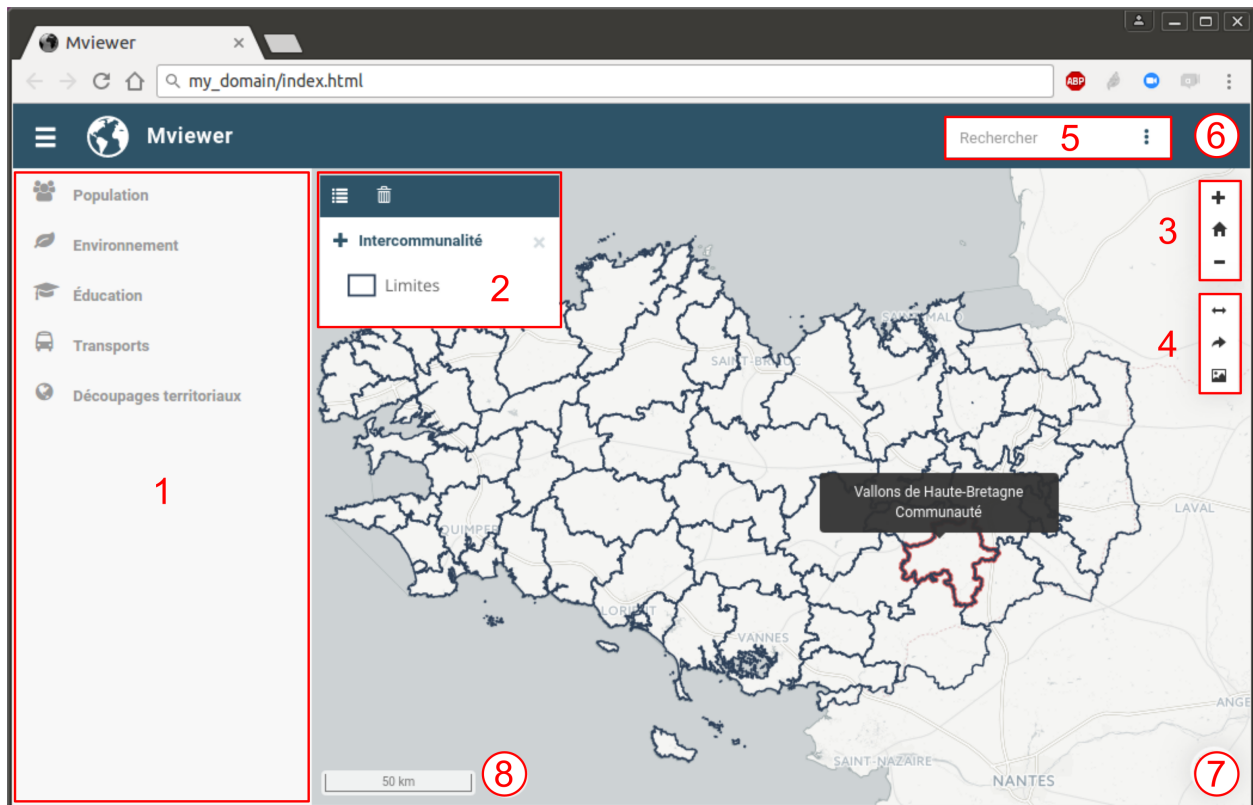 Mviewer
my_domain/index.html
ABP
Mviewer
Rechercher
5
6
Population
Environnement
Éducation
Transports
Découpages territoriaux
1
Intercommunalité
Limites
2
3
4
SAINT-MALO
SAINT-BRIEUC
Vallons de Haute-Bretagne
Communauté
LAVAL
QUIMPER
LORIENT
VANNES
ANGE
SAINT-NAZAIRE
NANTES
50 km
8
7